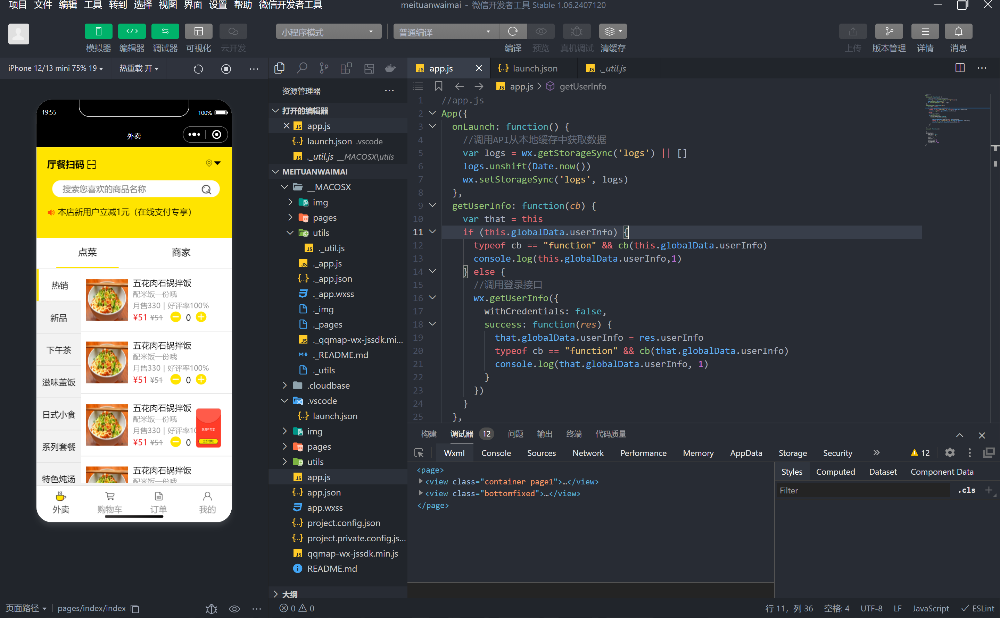 项目 文件 编辑 工具 转到 选择 视图 界面 设置 帮助 微信开发者工具
meituanwaimai - 微信开发者工具 Stable 1.06.2407120
模拟器 编辑器 调试器 可视化 云开发
小程序模式 普通编译
编译 预览 真机调试 清缓存
上传 版本管理 详情 消息
iPhone 12/13 mini 75% 19 热重载 开
19:55 100%
外卖
厅餐扫码
搜索您喜欢的商品名称
本店新用户立减1元（在线支付专享）
点菜 商家
热销
新品
下午茶
滋味盖饭
日式小食
系列套餐
特色炖汤
五花肉石锅拌饭
配米饭一份哦
月售330 | 好评率100%
¥51 ¥51 0
五花肉石锅拌饭
配米饭一份哦
月售330 | 好评率100%
¥51 ¥51 0
五花肉石锅拌饭
配米饭一份哦
月售330 | 好评率10
¥51 ¥51 0
新用户专享
立即领取
五花肉石锅拌饭
配米饭一份哦
外卖 购物车 订单 我的
页面路径 pages/index/index
资源管理器
打开的编辑器
app.js
launch.json .vscode
._util.js __MACOSX\utils
MEITUANWAIMAI
__MACOSX
img
pages
utils
._util.js
._app.js
._app.json
._app.wxss
._img
._pages
._qqmap-wx-jssdk.mi...
._README.md
._utils
.cloudbase
.vscode
launch.json
img
pages
utils
app.js
app.json
app.wxss
project.config.json
project.private.config.js...
qqmap-wx-jssdk.min.js
README.md
大纲
0 0
app.js launch.json ._util.js
app.js getUserInfo
1 //app.js
2 App({
3 onLaunch: function() {
4 //调用API从本地缓存中获取数据
5 var logs = wx.getStorageSync('logs') || []
6 logs.unshift(Date.now())
7 wx.setStorageSync('logs', logs)
8 },
9 getUserInfo: function(cb) {
10 var that = this
11 if (this.globalData.userInfo) {
12 typeof cb == "function" && cb(this.globalData.userInfo)
13 console.log(this.globalData.userInfo,1)
14 } else {
15 //调用登录接口
16 wx.getUserInfo({
17 withCredentials: false,
18 success: function(res) {
19 that.globalData.userInfo = res.userInfo
20 typeof cb == "function" && cb(that.globalData.userInfo)
21 console.log(that.globalData.userInfo, 1)
22 }
23 })
24 }
25 },
构建 调试器 12 问题 输出 终端 代码质量
Wxml Console Sources Network Performance Memory AppData Storage Security 12
<page>
<view class="container page1">…</view>
<view class="bottomfixed">…</view>
</page>
Styles Computed Dataset Component Data
Filter .cls
行 11，列 36 空格: 4 UTF-8 LF JavaScript ESLint